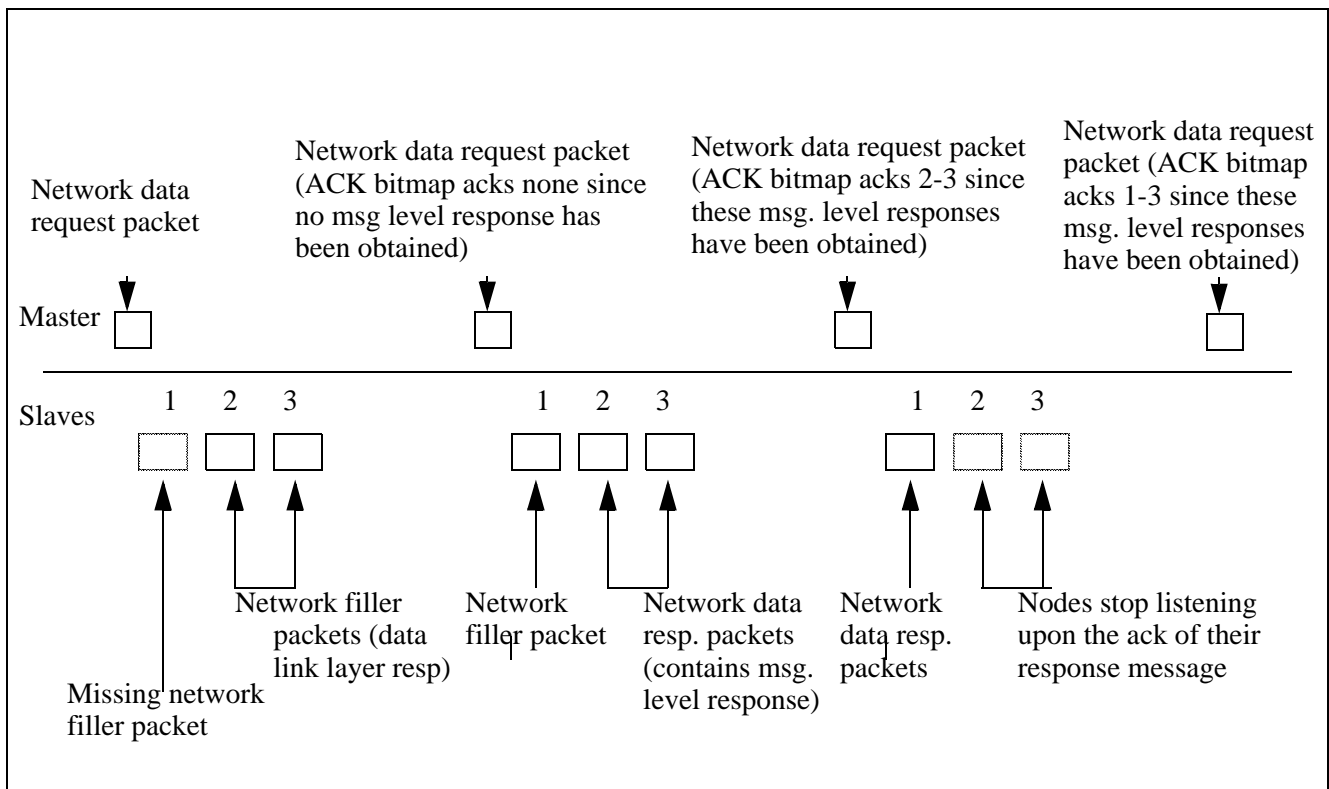 Network data
request packet
Network data request packet
(ACK bitmap acks none since
no msg level response has
been obtained)
Network data request packet
(ACK bitmap acks 2-3 since
these msg. level responses
have been obtained)
Network data request
packet (ACK bitmap
acks 1-3 since these
msg. level responses
have been obtained)
Master
Slaves
1 2 3
1 2 3
1 2 3
Network filler
packets (data
link layer resp)
Missing network
filler packet
Network
filler packet
Network data
resp. packets
(contains msg.
level response)
Network
data resp.
packets
Nodes stop listening
upon the ack of their
response message